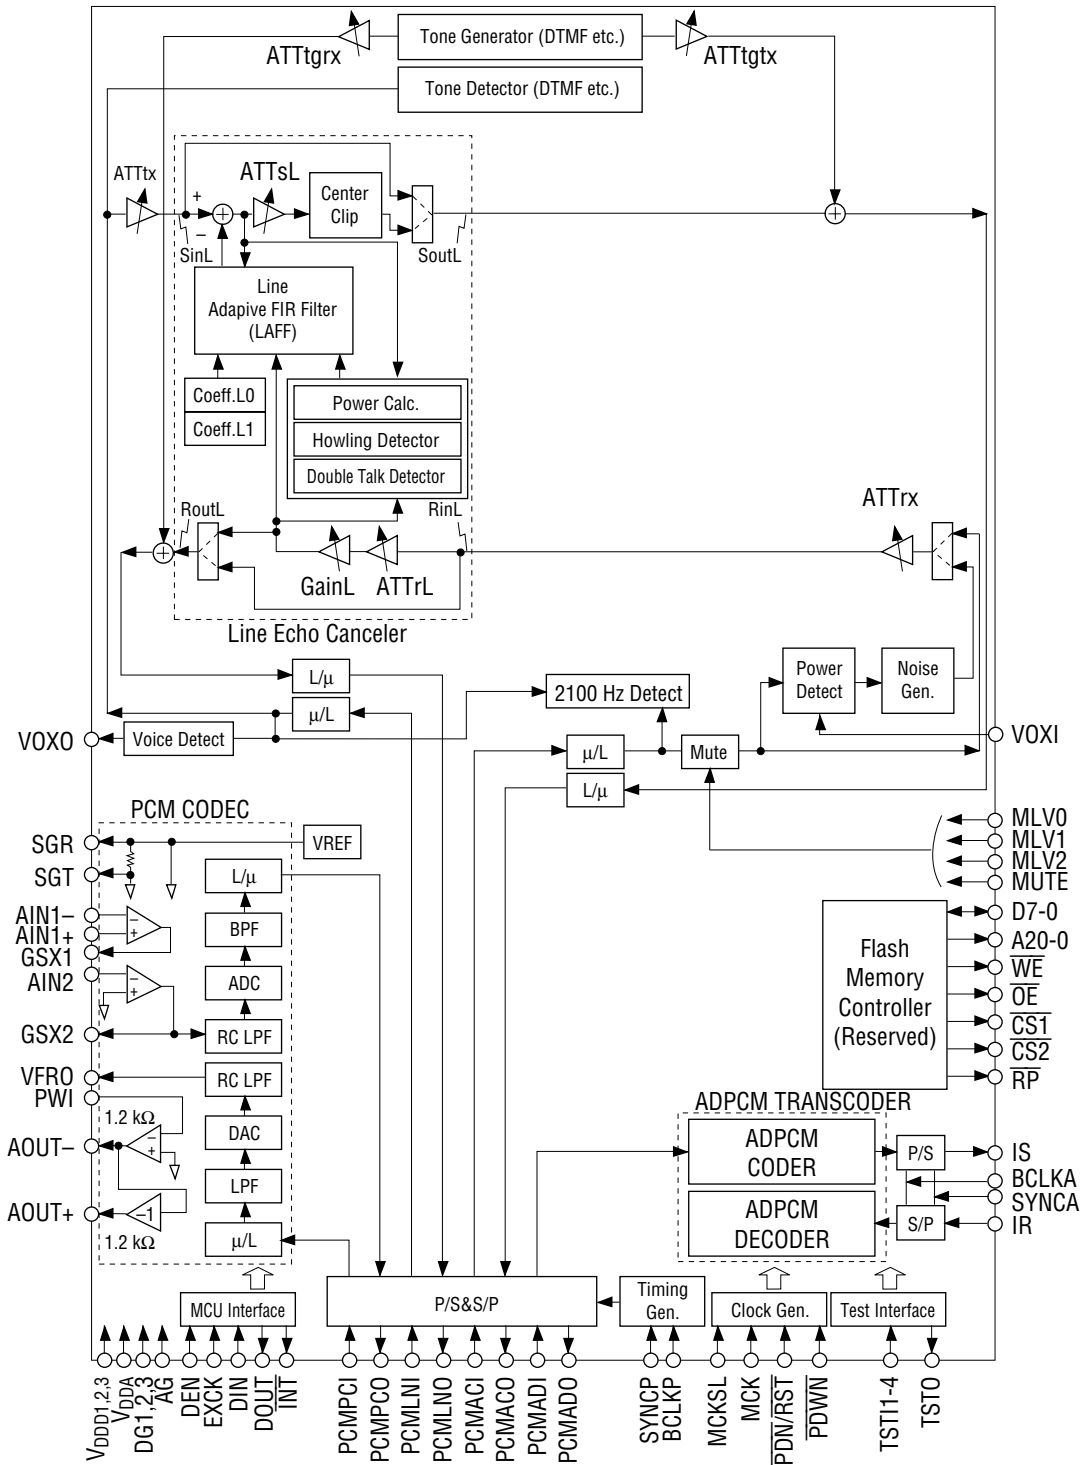 Tone Generator (DTMF etc.)
ATTtgrx
ATTtgtx
Tone Detector (DTMF etc.)
ATTtx
ATTsL
Center
Clip
+
+
+
−
SinL
SoutL
Line
Adapive FIR Filter
(LAFF)
Coeff.L0
Coeff.L1
Power Calc.
Howling Detector
Double Talk Detector
RoutL
RinL
ATTrx
+
GainL
ATTrL
Line Echo Canceler
L/μ
μ/L
2100 Hz Detect
Power
Detect
Noise
Gen.
VOXO
Voice Detect
VOXI
μ/L
Mute
L/μ
PCM CODEC
SGR
VREF
SGT
L/μ
AIN1−
−
AIN1+
+
GSX1
BPF
AIN2
−
+
ADC
GSX2
RC LPF
VFRO
RC LPF
PWI
1.2 kΩ
AOUT−
−
+
DAC
LPF
AOUT+
−1
1.2 kΩ
μ/L
MLV0
MLV1
MLV2
MUTE
D7-0
A20-0
WE
OE
CS1
CS2
RP
Flash
Memory
Controller
(Reserved)
ADPCM TRANSCODER
ADPCM
CODER
P/S
IS
BCLKA
SYNCA
ADPCM
DECODER
S/P
IR
MCU Interface
P/S&S/P
Timing
Gen.
Clock Gen.
Test Interface
VDDD1,2,3
VDDA
DG1,2,3
AG
DEN
EXCK
DIN
DOUT
INT
PCMPCI
PCMPCO
PCMLNI
PCMLNO
PCMACI
PCMACO
PCMADI
PCMADO
SYNCP
BCLKP
MCKSL
MCK
PDN/RST
PDWN
TSTI1-4
TSTO